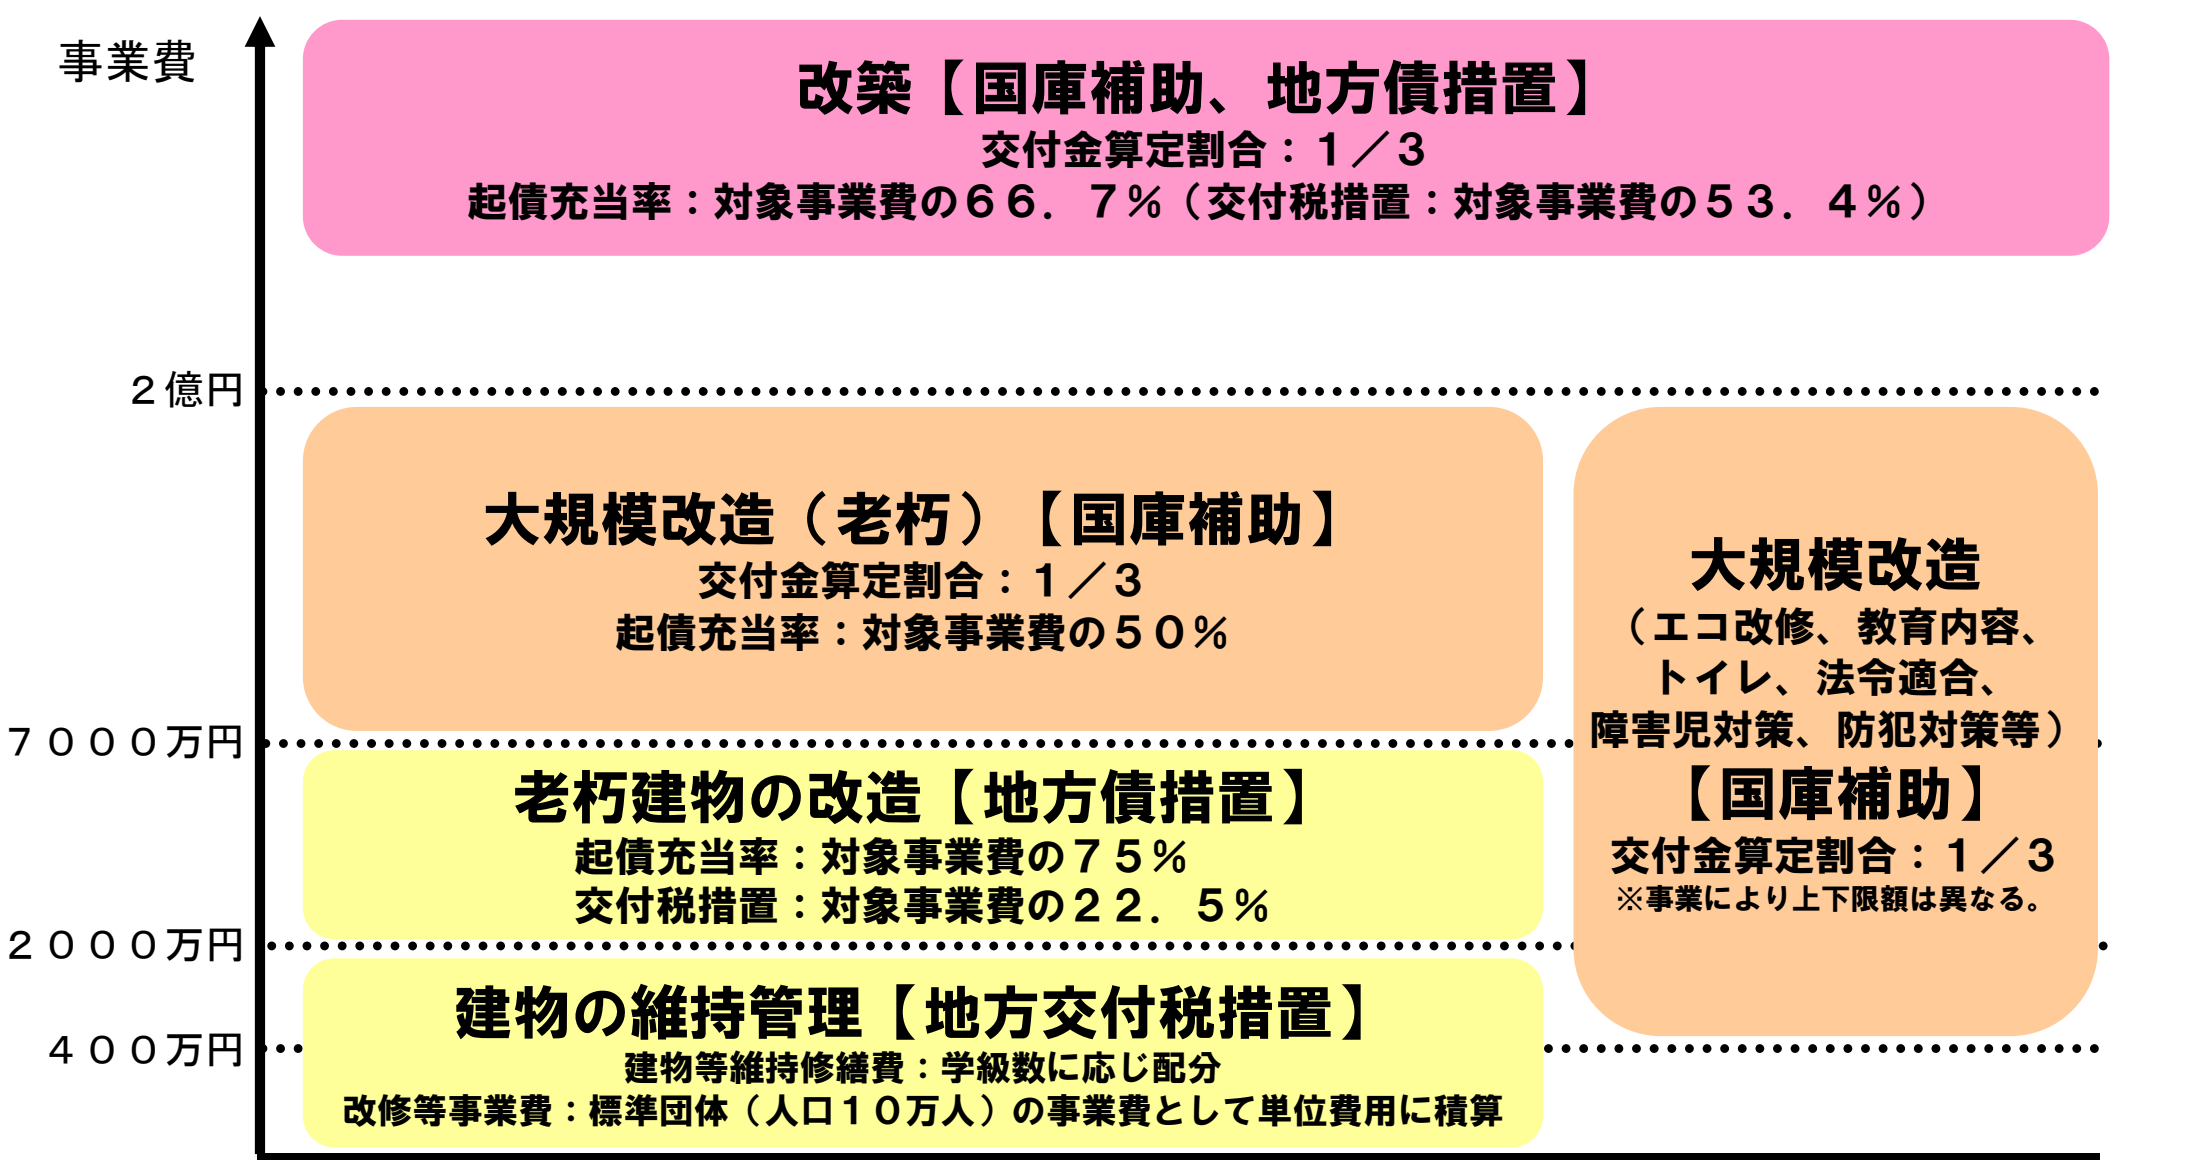 事業費
改築【国庫補助、地方債措置】
交付金算定割合：１／３
起債充当率：対象事業費の６６．７％（交付税措置：対象事業費の５３．４％）
２億円
大規模改造（老朽）【国庫補助】
交付金算定割合：１／３
起債充当率：対象事業費の５０％
大規模改造
（エコ改修、教育内容、
トイレ、法令適合、
障害児対策、防犯対策等）
【国庫補助】
交付金算定割合：１／３
※事業により上下限額は異なる。
７０００万円
老朽建物の改造【地方債措置】
起債充当率：対象事業費の７５％
交付税措置：対象事業費の２２．５％
２０００万円
建物の維持管理【地方交付税措置】
建物等維持修繕費：学級数に応じ配分
改修等事業費：標準団体（人口１０万人）の事業費として単位費用に積算
４００万円